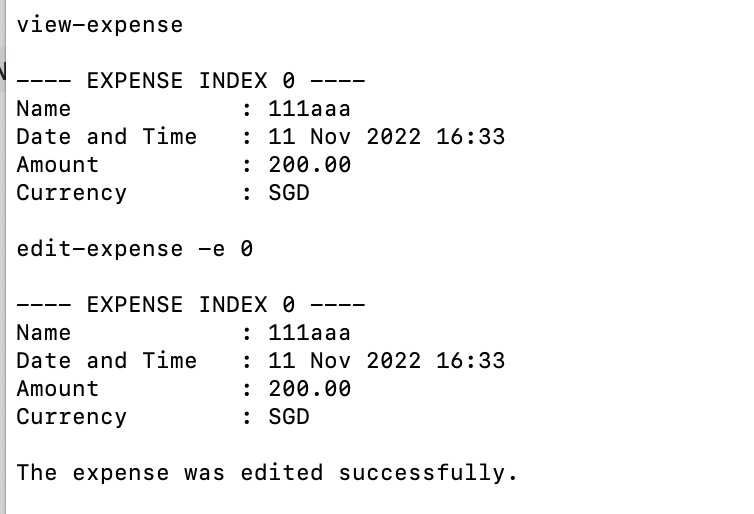 view-expense
---- EXPENSE INDEX 0 ----
Name : 111aaa
Date and Time : 11 Nov 2022 16:33
Amount : 200.00
Currency : SGD
edit-expense -e 0
---- EXPENSE INDEX 0 ----
Name : 111aaa
Date and Time : 11 Nov 2022 16:33
Amount : 200.00
Currency : SGD
The expense was edited successfully.